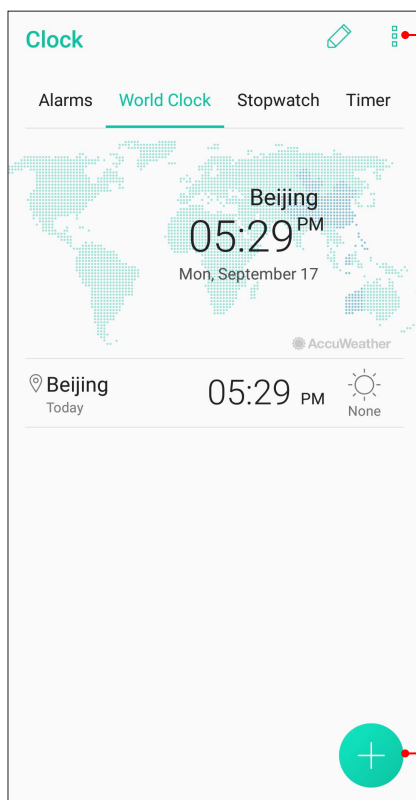 Clock
Alarms World Clock Stopwatch Timer
Beijing
05:29 PM
Mon, September 17
AccuWeather
Beijing 05:29 PM
Today None